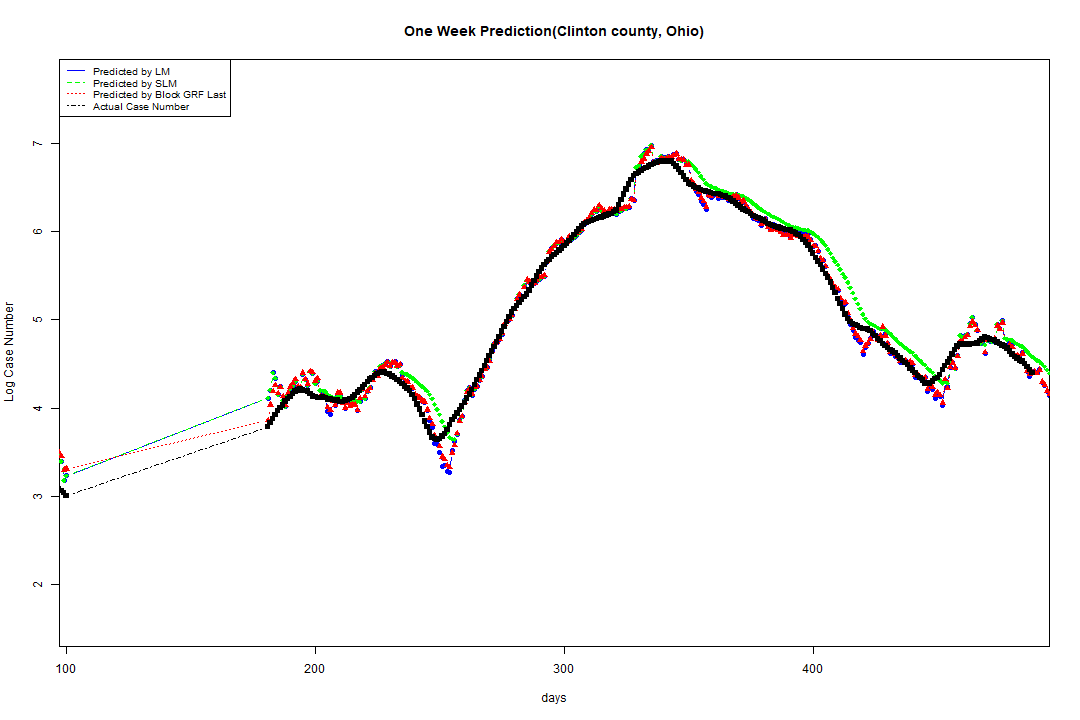 One Week Prediction(Clinton county, Ohio)
Predicted by LM
Predicted by SLM
Predicted by Block GRF Last
Actual Case Number
7
6
5
4
3
2
Log Case Number
100 200 300 400
days